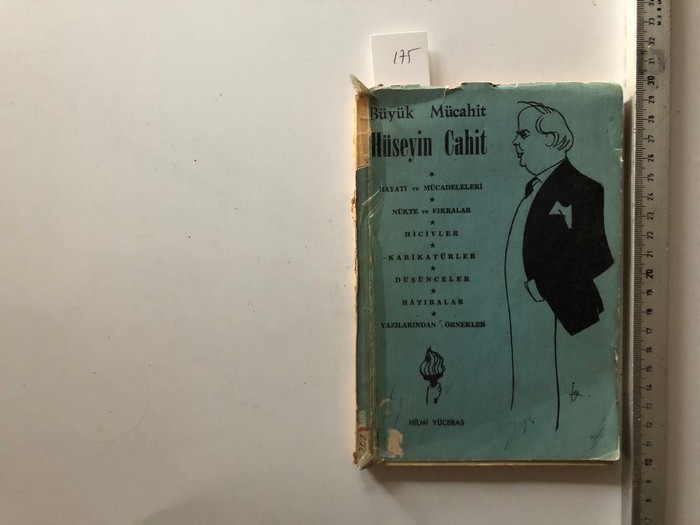 175
Büyük Mücahit
Hüseyin Cahit
HAYATI ve MÜCADELELERİ
NÜKTE ve FIKRALAR
HİCİVLER
KARİKATÜRLER
DÜŞÜNCELER
HÂTIRALAR
YAZILARINDAN ÖRNEKLER
HİLMİ YÜCEBAŞ